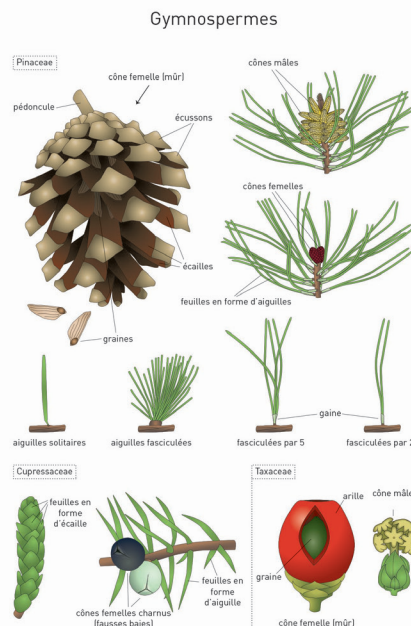 Gymnospermes
Pinaceae
cône femelle (mûr)
pédoncule
écussons
écailles
graines
cônes mâles
cônes femelles
feuilles en forme d'aiguilles
aiguilles solitaires
aiguilles fasciculées
gaine
fasciculées par 5
fasciculées par 2
Cupressaceae
feuilles en
forme
d'écaille
feuilles en
forme
d'aiguille
cônes femelles charnus
(fausses baies)
Taxaceae
arille
cône mâle
graine
cône femelle (mûr)